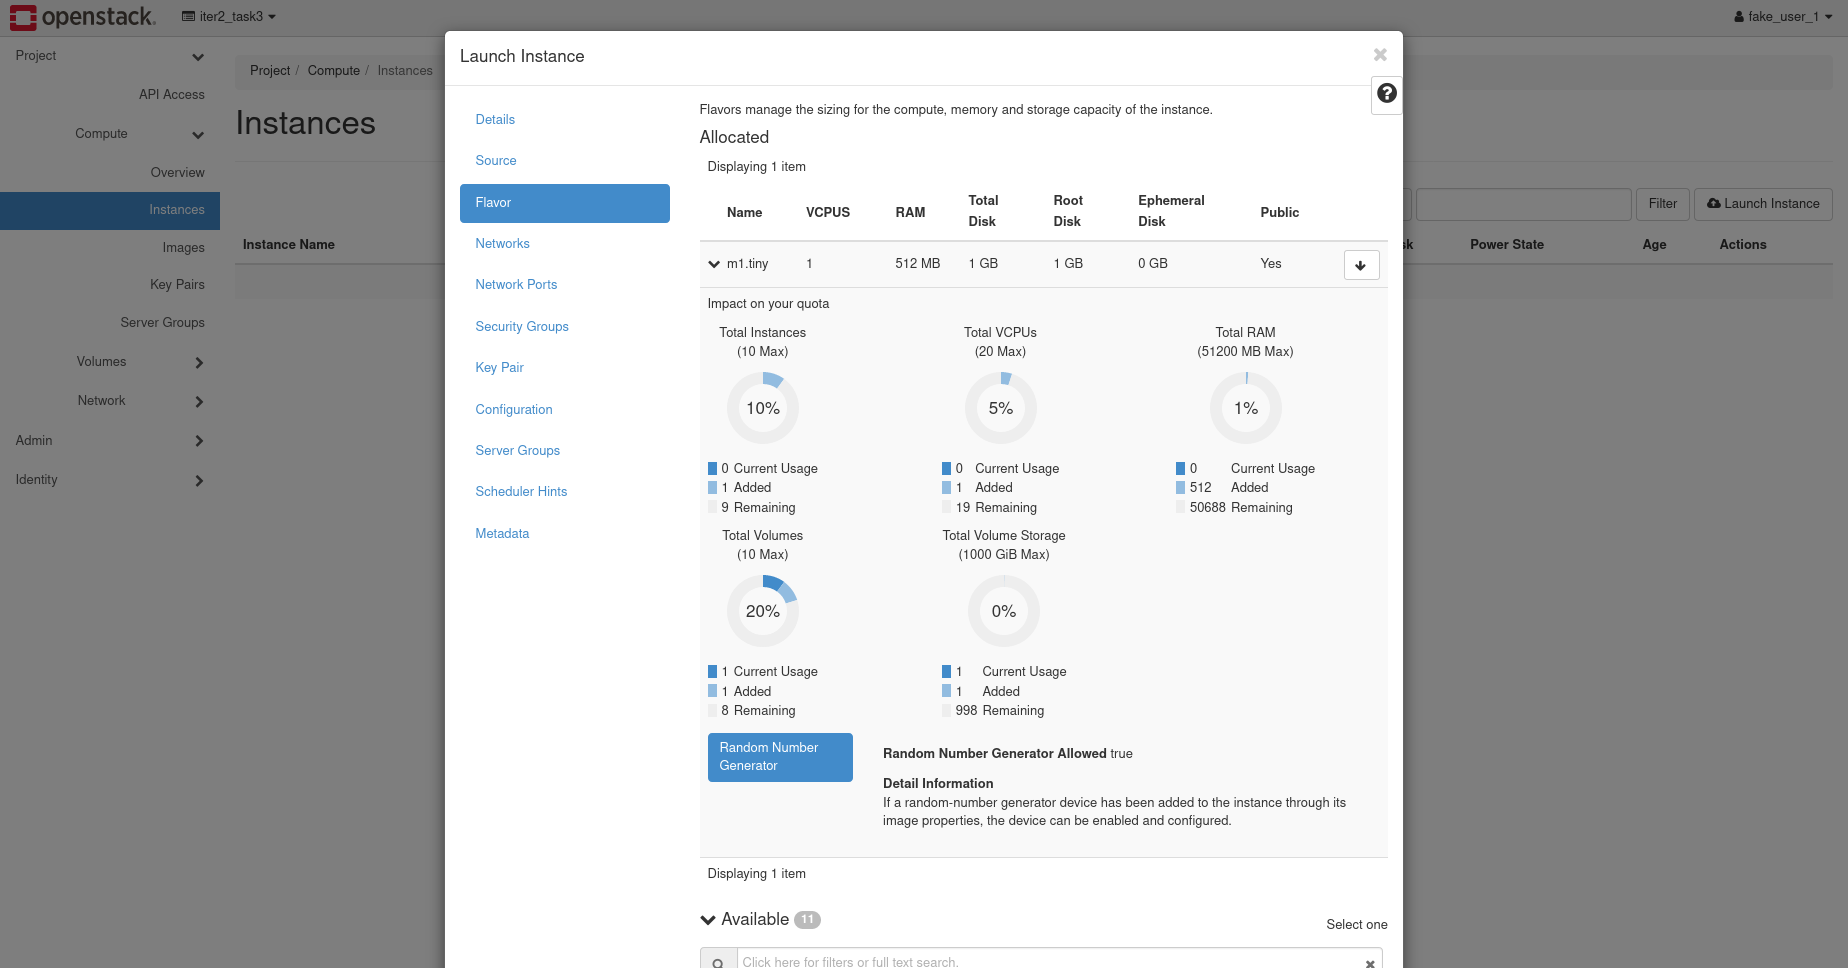 openstack.
iter2_task3
fake_user_1
Project
API Access
Compute
Overview
Instances
Images
Key Pairs
Server Groups
Volumes
Network
Admin
Identity
Project / Compute / Instances
Instances
Filter
Launch Instance
Instance Name
sk
Power State
Age
Actions
Launch Instance
Details
Source
Flavor
Networks
Network Ports
Security Groups
Key Pair
Configuration
Server Groups
Scheduler Hints
Metadata
Flavors manage the sizing for the compute, memory and storage capacity of the instance.
Allocated
Displaying 1 item
Name VCPUS RAM Total Disk Root Disk Ephemeral Disk Public
m1.tiny 1 512 MB 1 GB 1 GB 0 GB Yes
Impact on your quota
Total Instances
(10 Max)
10%
0 Current Usage
1 Added
9 Remaining
Total VCPUs
(20 Max)
5%
0 Current Usage
1 Added
19 Remaining
Total RAM
(51200 MB Max)
1%
0 Current Usage
512 Added
50688 Remaining
Total Volumes
(10 Max)
20%
1 Current Usage
1 Added
8 Remaining
Total Volume Storage
(1000 GiB Max)
0%
1 Current Usage
1 Added
998 Remaining
Random Number
Generator
Random Number Generator Allowed true
Detail Information
If a random-number generator device has been added to the instance through its
image properties, the device can be enabled and configured.
Displaying 1 item
Available 11
Select one
Click here for filters or full text search.